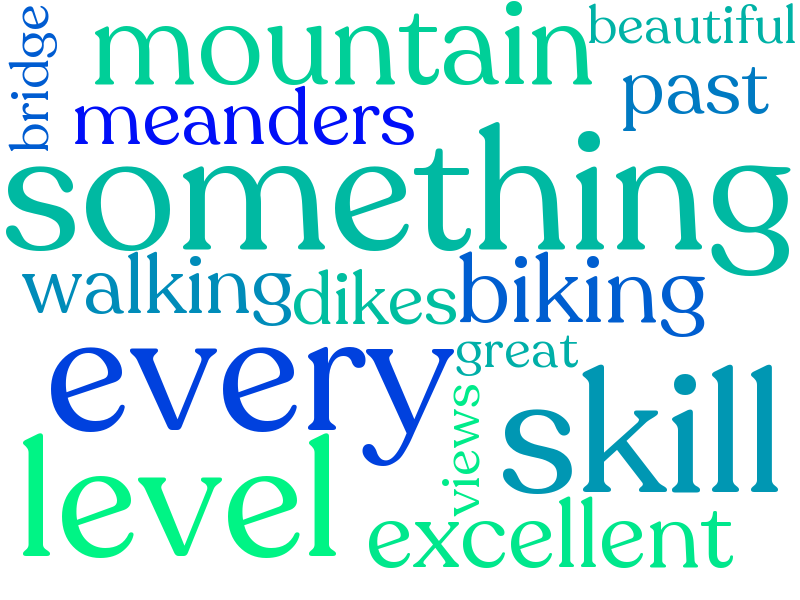 bridge
mountain
beautiful
past
meanders
something
walking
dikes
biking
every
great
skill
views
level
excellent